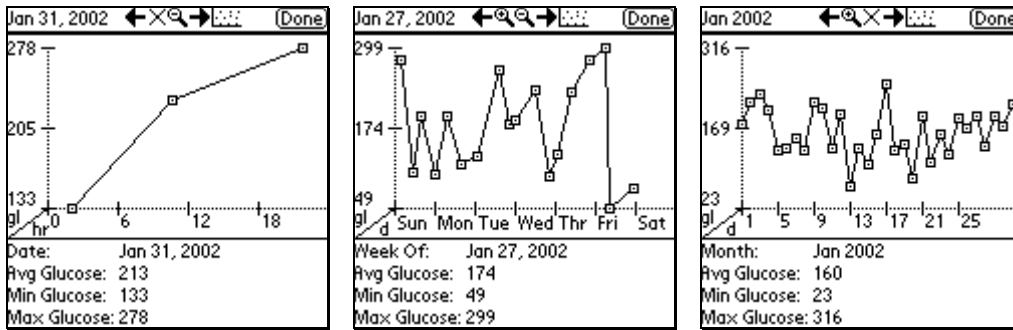 Jan 31, 2002 Done
278
205
133
gl hr 0 6 12 18
Date: Jan 31, 2002
Avg Glucose: 213
Min Glucose: 133
Max Glucose: 278
Jan 27, 2002 Done
299
174
49
gl d Sun Mon Tue Wed Thr Fri Sat
Week Of: Jan 27, 2002
Avg Glucose: 174
Min Glucose: 49
Max Glucose: 299
Jan 2002 Done
316
169
23
gl d 1 5 9 13 17 21 25
Month: Jan 2002
Avg Glucose: 160
Min Glucose: 23
Max Glucose: 316